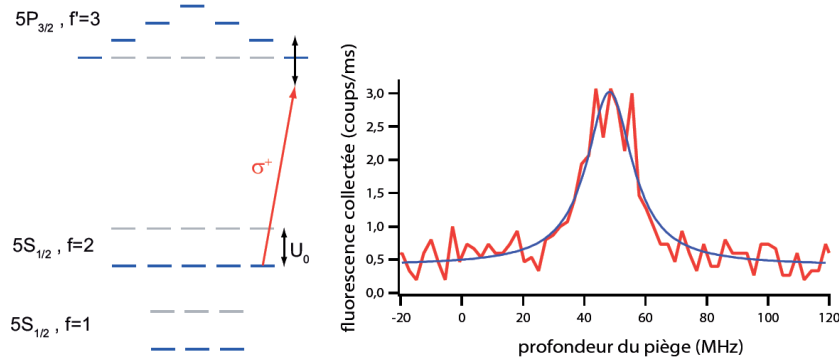 5P3/2 , f'=3
σ+
5S1/2 , f=2
U0
5S1/2 , f=1
fluorescence collectée (coups/ms)
3,0
2,5
2,0
1,5
1,0
0,5
0,0
-20 0 20 40 60 80 100 120
profondeur du piège (MHz)